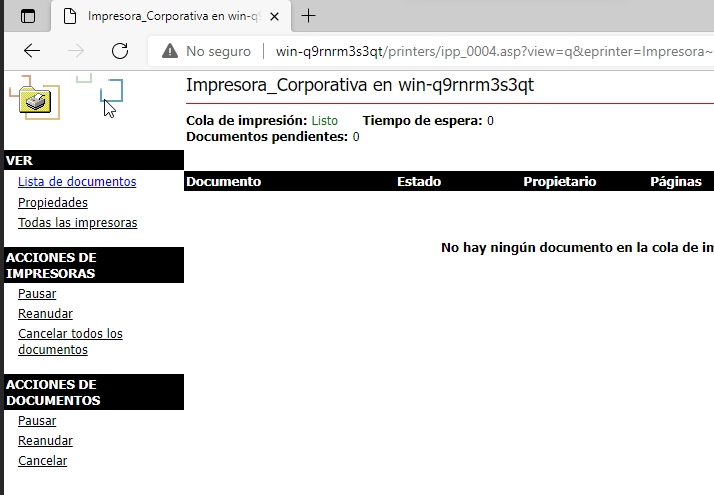 Impresora_Corporativa en win-q9
No seguro
win-q9rnrm3s3qt/printers/ipp_0004.asp?view=q&eprinter=Impresora~
Impresora_Corporativa en win-q9rnrm3s3qt
Cola de impresión: Listo Tiempo de espera: 0
Documentos pendientes: 0
VER
Lista de documentos
Propiedades
Todas las impresoras
ACCIONES DE
IMPRESORAS
Pausar
Reanudar
Cancelar todos los
documentos
ACCIONES DE
DOCUMENTOS
Pausar
Reanudar
Cancelar
Documento Estado Propietario Páginas
No hay ningún documento en la cola de im